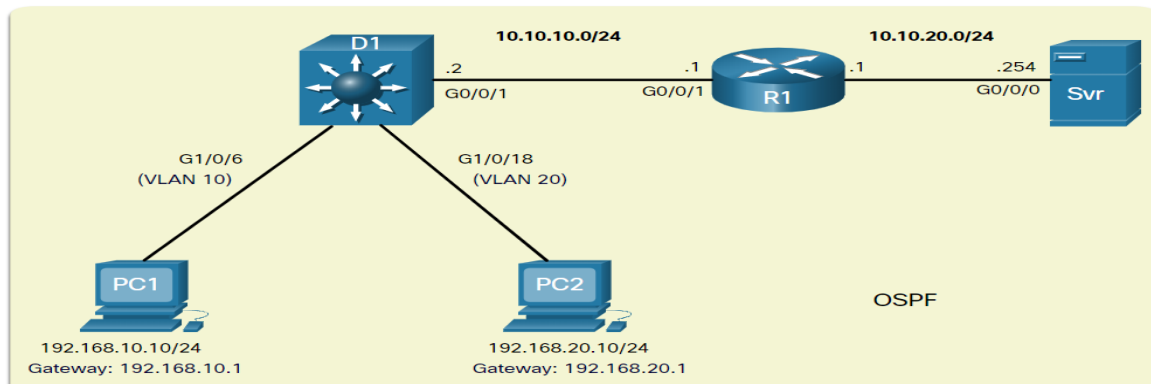 D1
10.10.10.0/24
10.10.20.0/24
.2
.1
.1
.254
G0/0/1
G0/0/1
R1
G0/0/0
Svr
G1/0/6
(VLAN 10)
G1/0/18
(VLAN 20)
PC1
PC2
OSPF
192.168.10.10/24
Gateway: 192.168.10.1
192.168.20.10/24
Gateway: 192.168.20.1